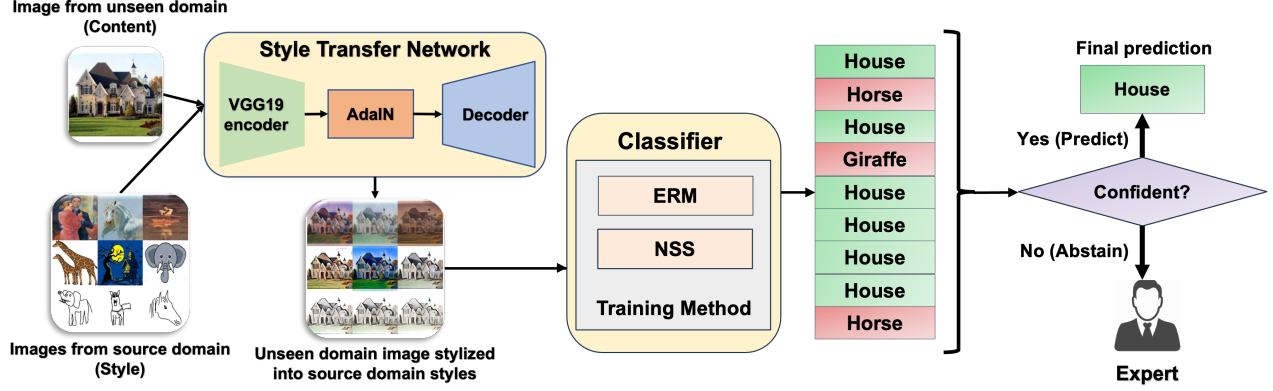 Image from unseen domain
(Content)
Style Transfer Network
VGG19
encoder
AdaIN
Decoder
Images from source domain
(Style)
Unseen domain image stylized
into source domain styles
Classifier
ERM
NSS
Training Method
House
Horse
House
Giraffe
House
House
House
House
Horse
Final prediction
House
Yes (Predict)
Confident?
No (Abstain)
Expert